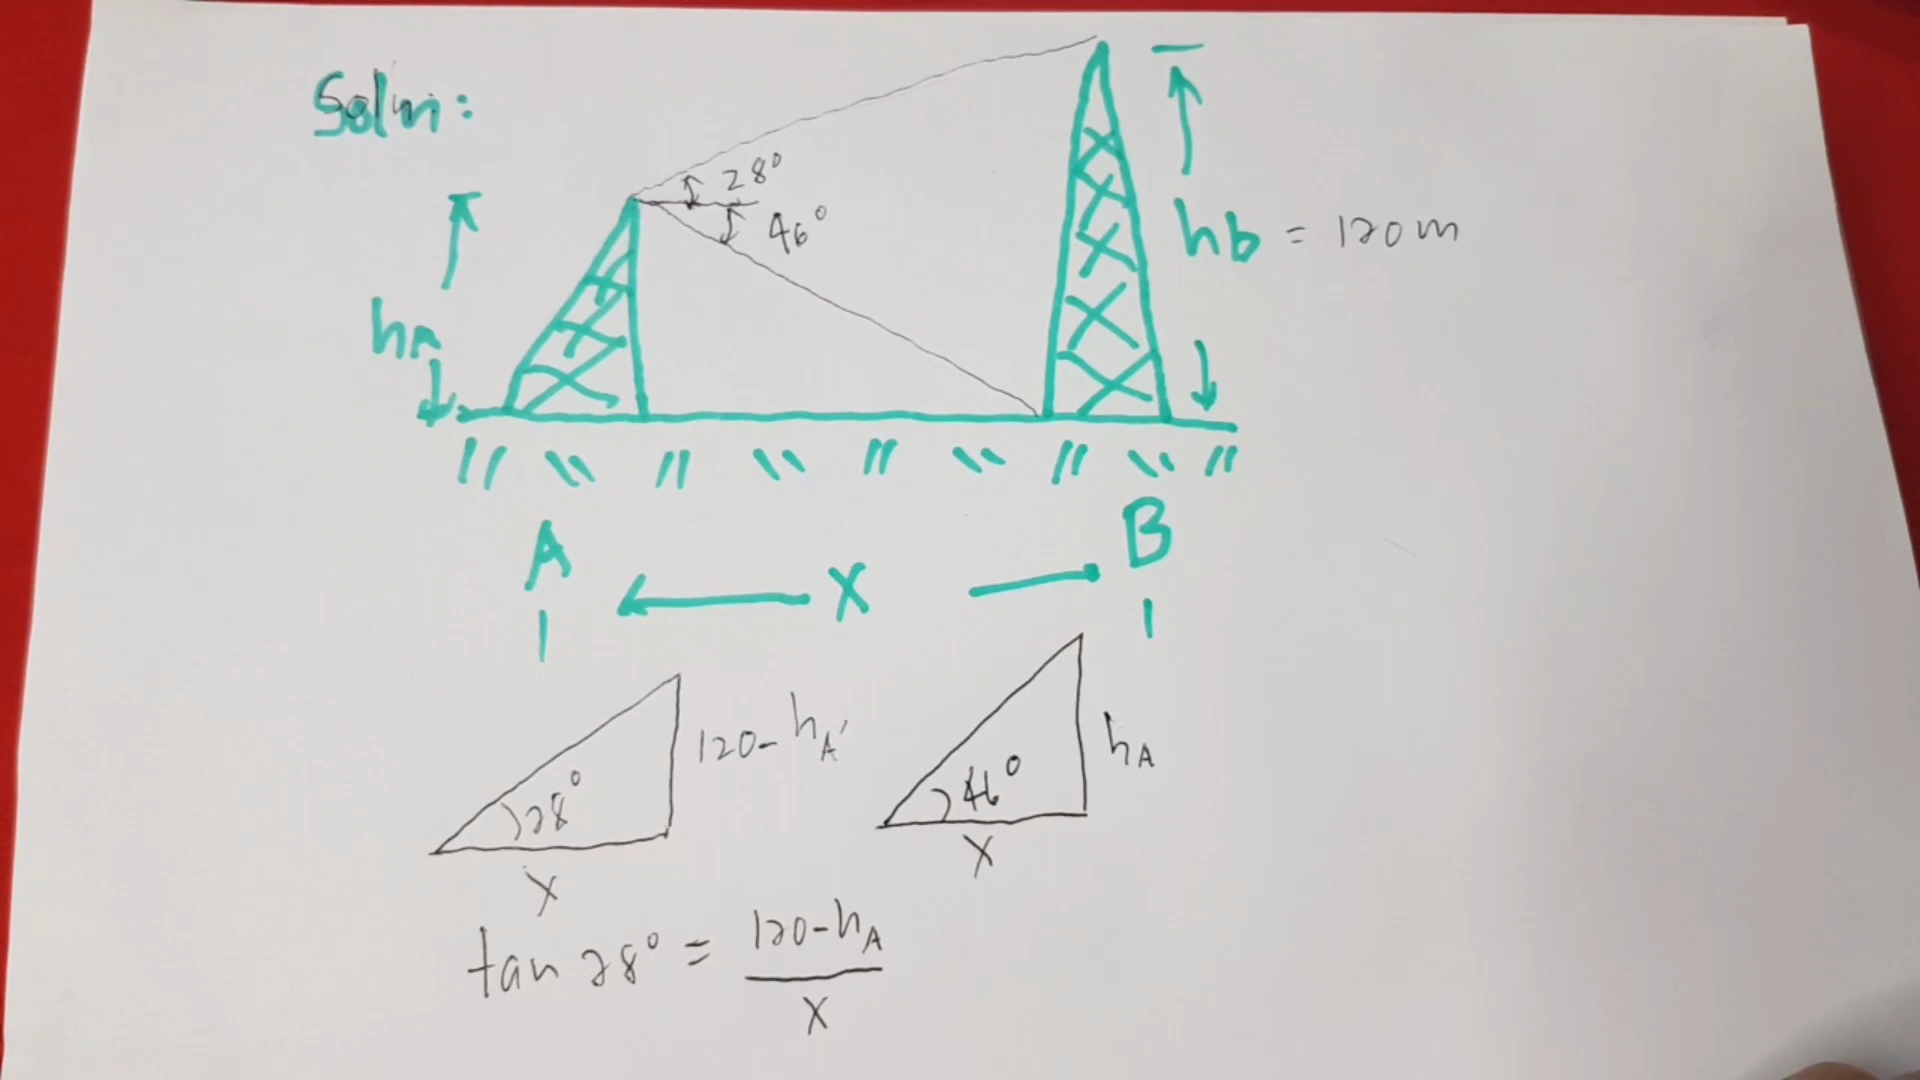 Soln:
28°
46°
hA
hb = 120m
A
B
X
120-hA
28°
X
46°
hA
X
tan 28° = 120-hA
X